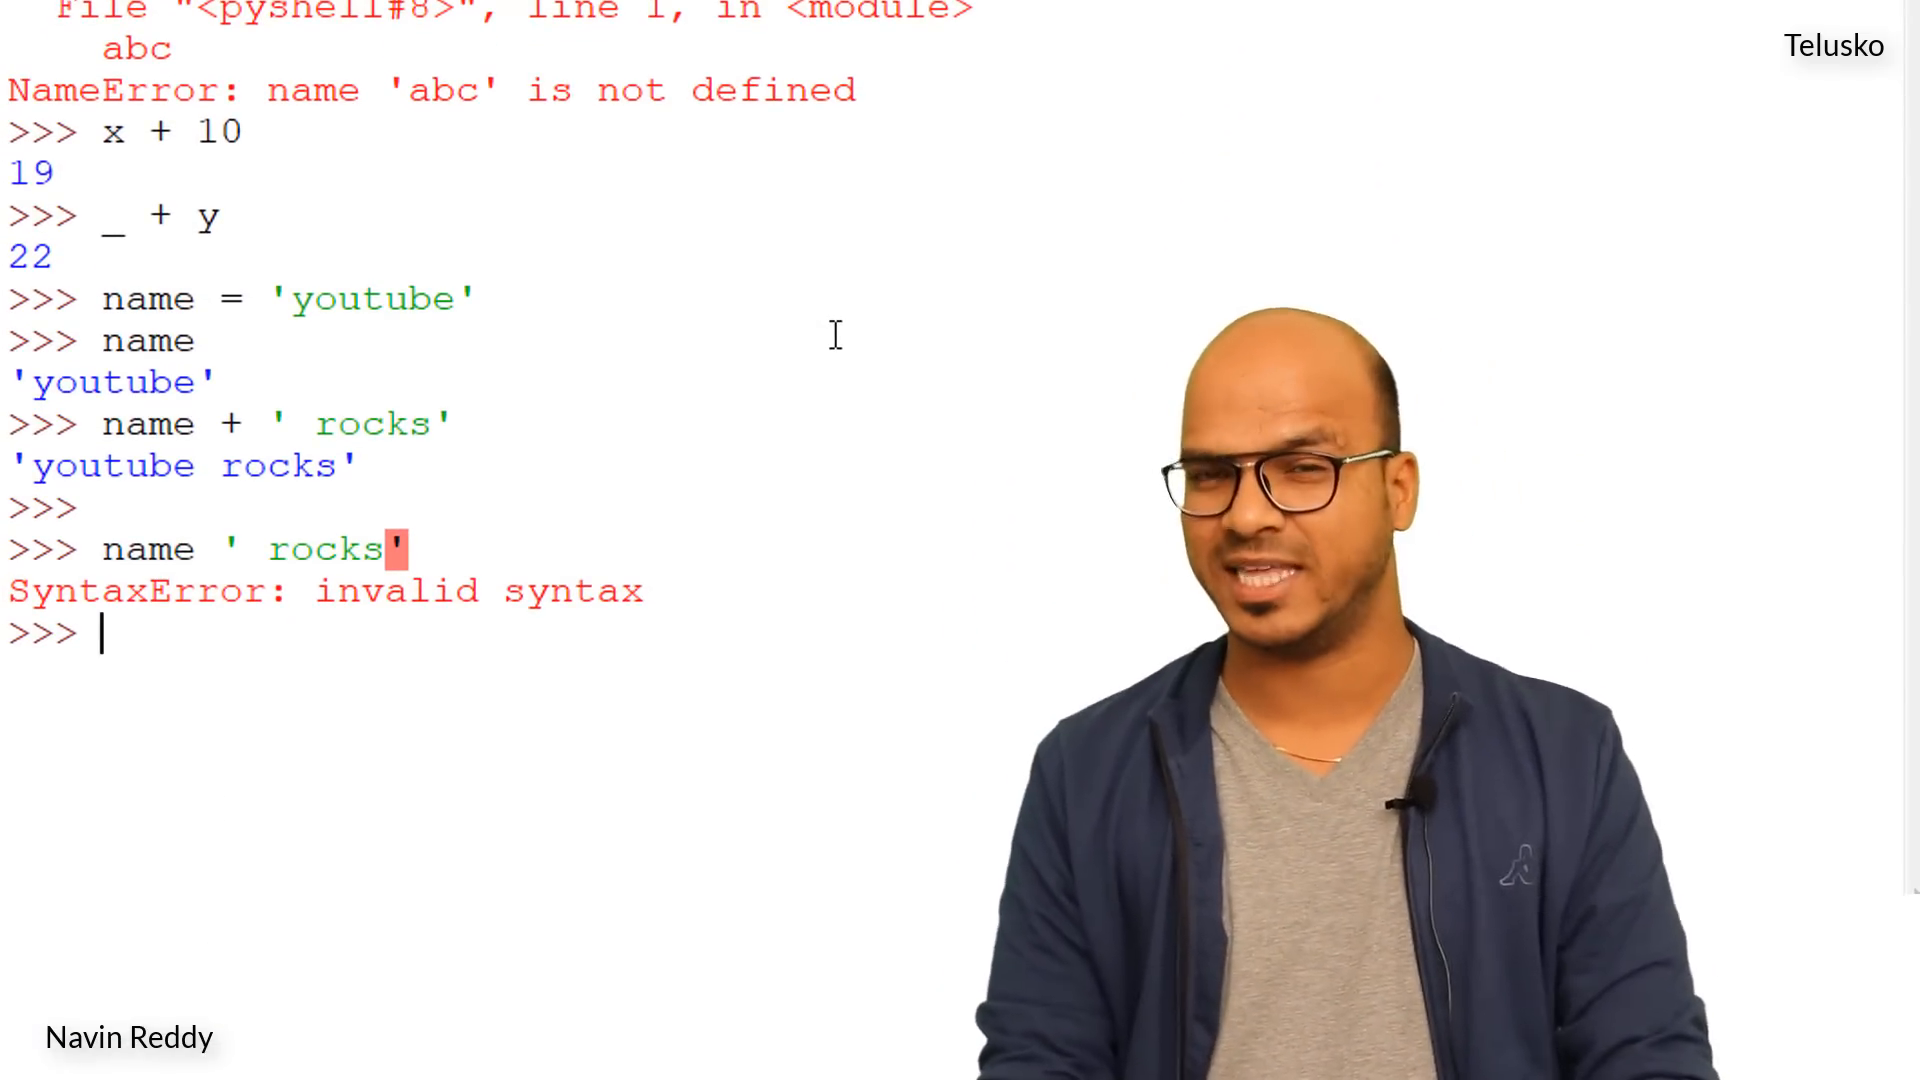 File "<pyshell#8>", line 1, in <module>
abc
NameError: name 'abc' is not defined
>>> x + 10
19
>>> _ + y
22
>>> name = 'youtube'
>>> name
'youtube'
>>> name + ' rocks'
'youtube rocks'
>>>
>>> name ' rocks'
SyntaxError: invalid syntax
>>>
Telusko
Navin Reddy